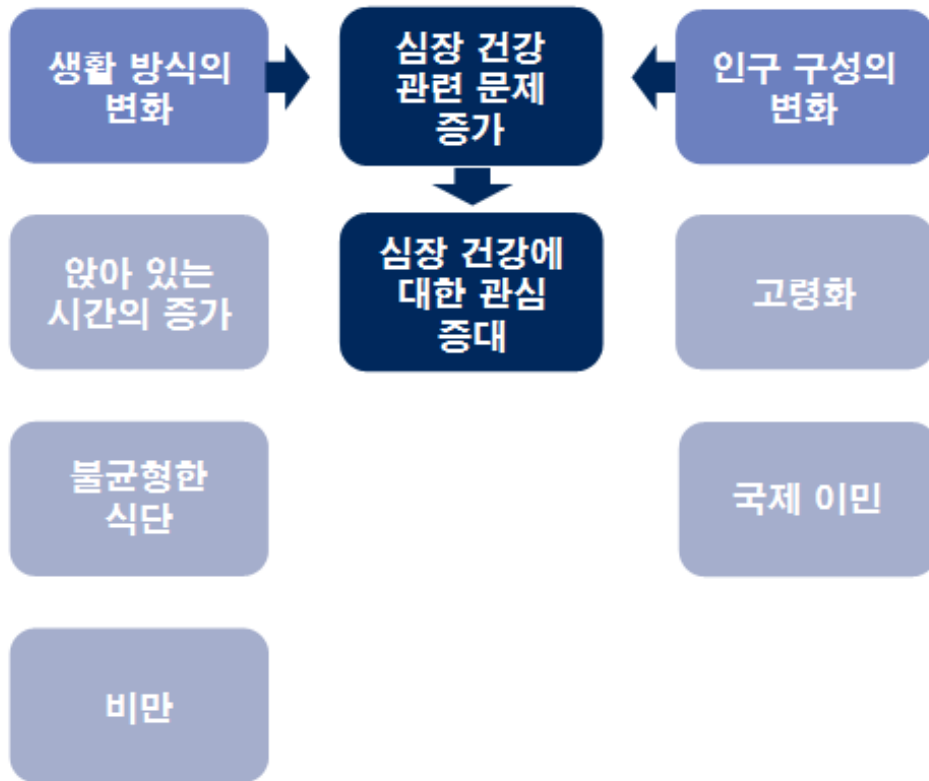 생활 방식의
변화
심장 건강
관련 문제
증가
인구 구성의
변화
앉아 있는
시간의 증가
심장 건강에
대한 관심
증대
고령화
불균형한
식단
국제 이민
비만